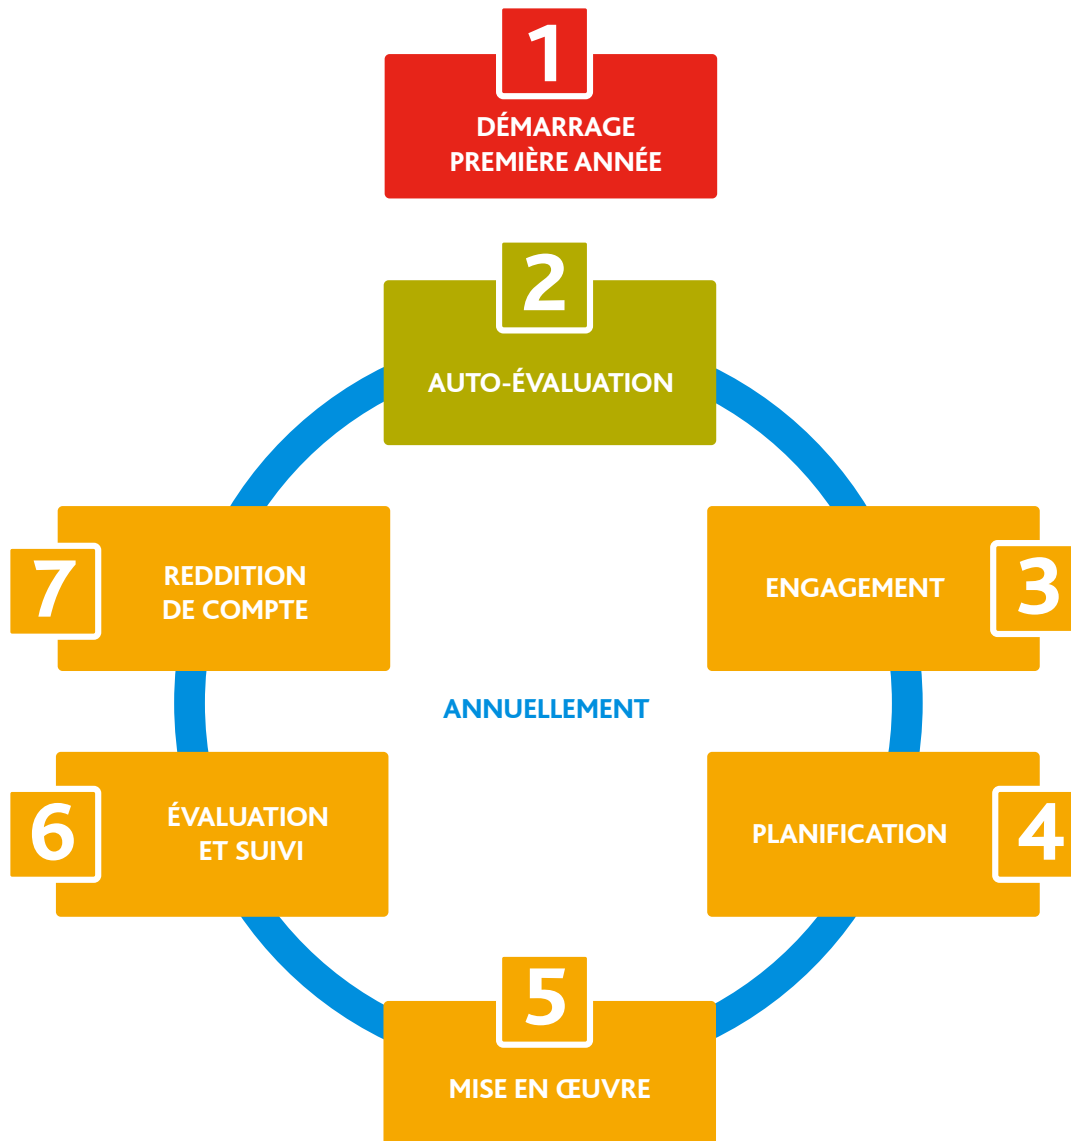 1
DÉMARRAGE
PREMIÈRE ANNÉE
2
AUTO-ÉVALUATION
3
ENGAGEMENT
4
PLANIFICATION
5
MISE EN ŒUVRE
6
ÉVALUATION
ET SUIVI
7
REDDITION
DE COMPTE
ANNUELLEMENT